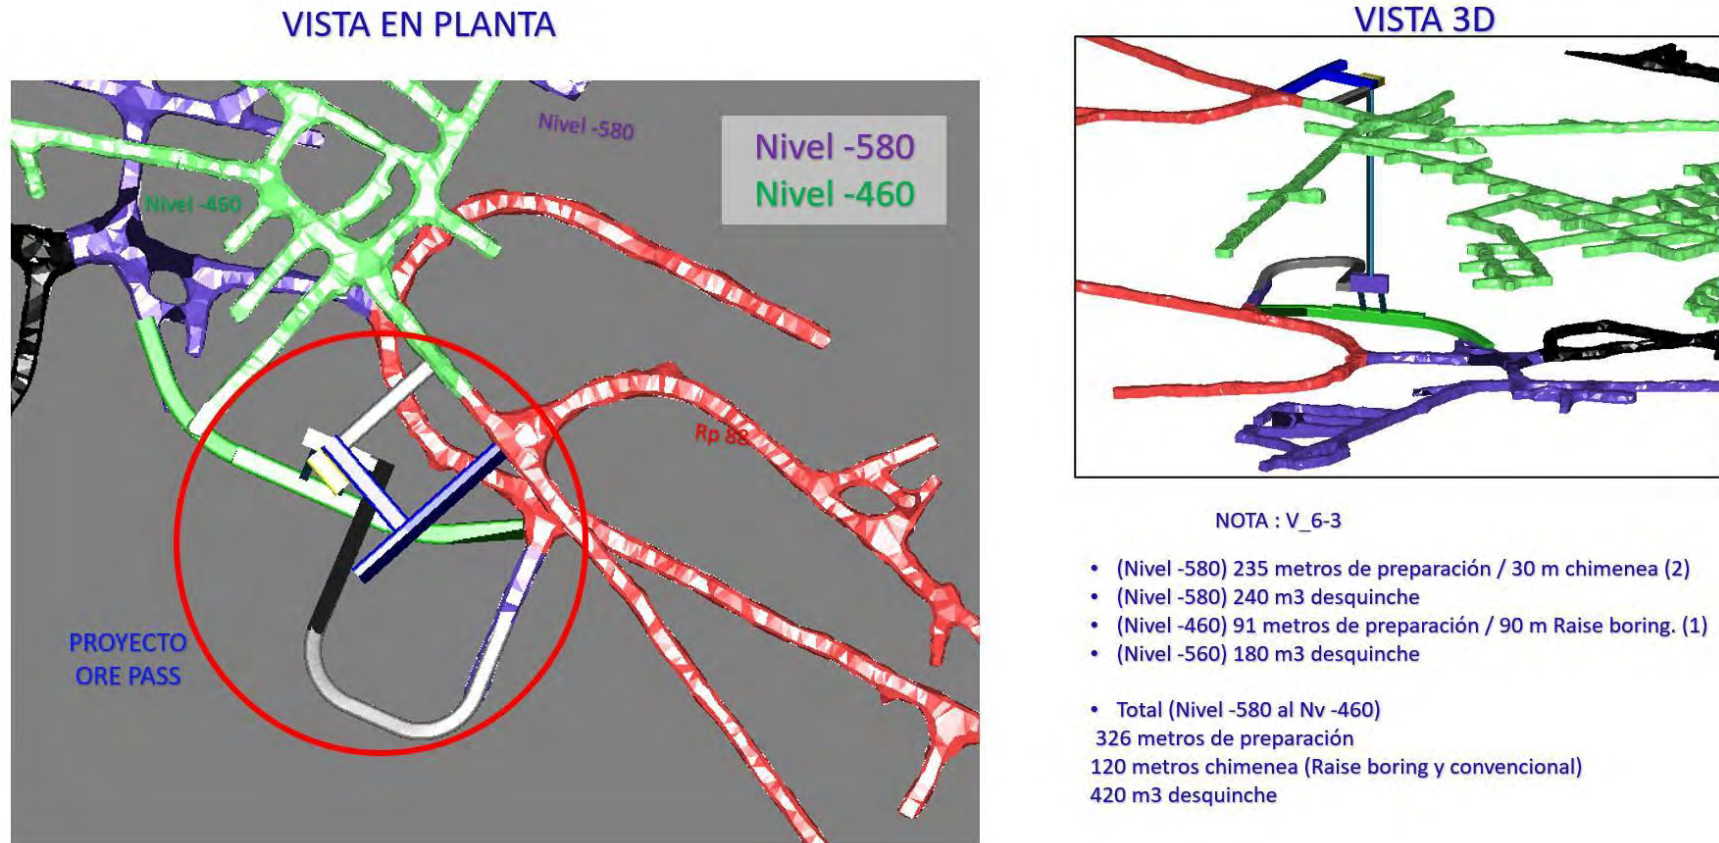 VISTA EN PLANTA
Nivel -580
Nivel -580
Nivel -460
Nivel -460
Rp 88
PROYECTO
ORE PASS
VISTA 3D
NOTA : V_6-3
• (Nivel -580) 235 metros de preparación / 30 m chimenea (2)
• (Nivel -580) 240 m3 desquinche
• (Nivel -460) 91 metros de preparación / 90 m Raise boring. (1)
• (Nivel -560) 180 m3 desquinche
• Total (Nivel -580 al Nv -460)
326 metros de preparación
120 metros chimenea (Raise boring y convencional)
420 m3 desquinche